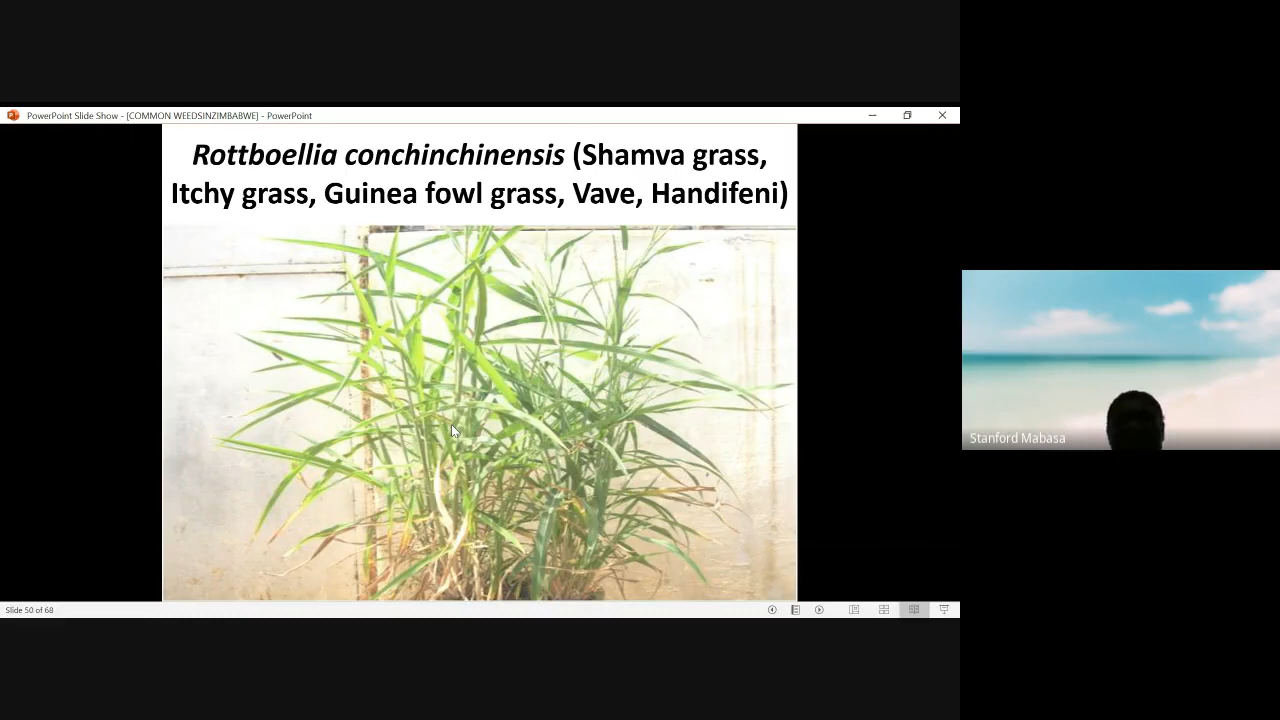 PowerPoint Slide Show - [COMMON WEEDSINZIMBABWE] - PowerPoint
Rottboellia conchinchinensis (Shamva grass,
Itchy grass, Guinea fowl grass, Vave, Handifeni)
Stanford Mabasa
Slide 50 of 68